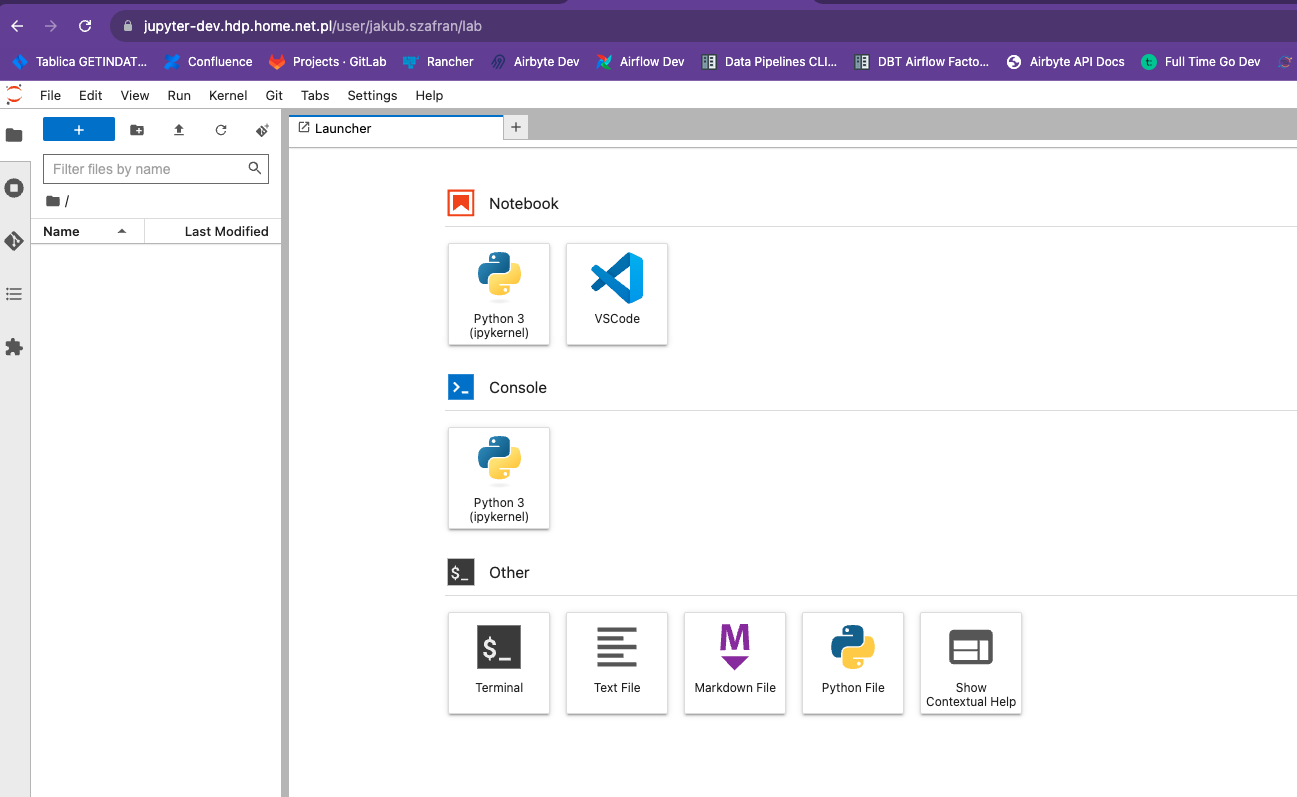 jupyter-dev.hdp.home.net.pl/user/jakub.szafran/lab
Tablica GETINDAT... Confluence Projects · GitLab Rancher Airbyte Dev Airflow Dev Data Pipelines CLI... DBT Airflow Facto... Airbyte API Docs t Full Time Go Dev
File Edit View Run Kernel Git Tabs Settings Help
+
Launcher
+
Filter files by name
/
Name
Last Modified
Notebook
Python 3
(ipykernel)
VSCode
Console
Python 3
(ipykernel)
$_ Other
$_
Terminal
Text File
M
Markdown File
Python File
Show
Contextual Help